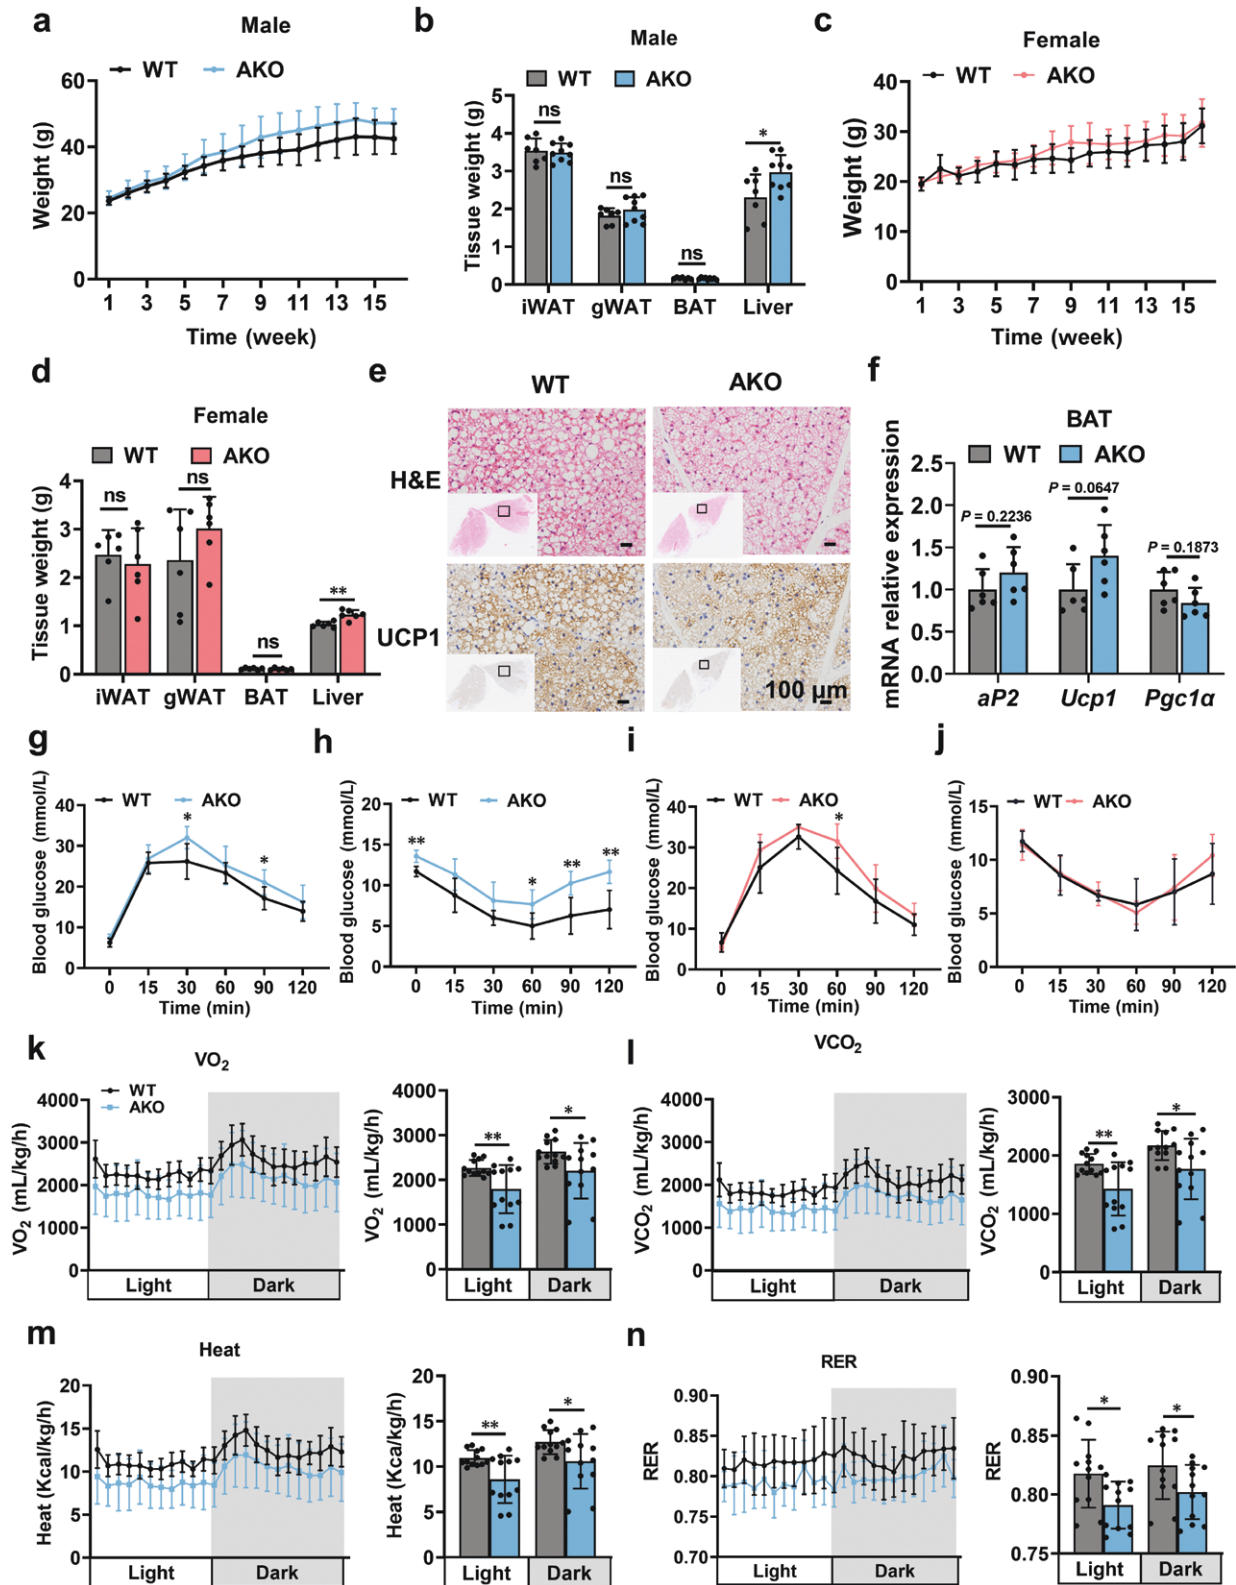 a
Male
WT AKO
Weight (g)
60
40
20
0
1 3 5 7 9 11 13 15
Time (week)
b
Male
WT
AKO
Tissue weight (g)
5
4
3
2
1
0
ns
ns
ns
*
iWAT gWAT BAT Liver
c
Female
WT AKO
Weight (g)
40
30
20
10
0
1 3 5 7 9 11 13 15
Time (week)
d
Female
WT AKO
Tissue weight (g)
4
3
2
1
0
ns
ns
ns
**
iWAT gWAT BAT Liver
e
WT AKO
H&E
UCP1
100 μm
f
BAT
WT AKO
mRNA relative expression
2.5
2.0
1.5
1.0
0.5
0.0
P = 0.2236
P = 0.0647
P = 0.1873
aP2 Ucp1 Pgc1α
g
WT AKO
Blood glucose (mmol/L)
40
30
20
10
0
* *
0 15 30 60 90 120
Time (min)
h
WT AKO
Blood glucose (mmol/L)
20
15
10
5
0
** * ** **
0 15 30 60 90 120
Time (min)
i
WT AKO
Blood glucose (mmol/L)
40
30
20
10
0
*
0 15 30 60 90 120
Time (min)
j
WT AKO
Blood glucose (mmol/L)
15
10
5
0
0 15 30 60 90 120
Time (min)
k
VO2
WT
AKO
VO2 (mL/kg/h)
4000
3000
2000
1000
0
Light Dark
VO2 (mL/kg/h)
4000
3000
2000
1000
0
** *
Light Dark
l
VCO2
VCO2 (mL/kg/h)
4000
3000
2000
1000
0
Light Dark
VCO2 (mL/kg/h)
3000
2000
1000
0
** *
Light Dark
m
Heat
Heat (Kcal/kg/h)
20
15
10
5
0
Light Dark
Heat (Kca/kg/h)
20
15
10
5
0
** *
Light Dark
n
RER
RER
0.90
0.85
0.80
0.75
0.70
Light Dark
RER
0.90
0.85
0.80
0.75
* *
Light Dark